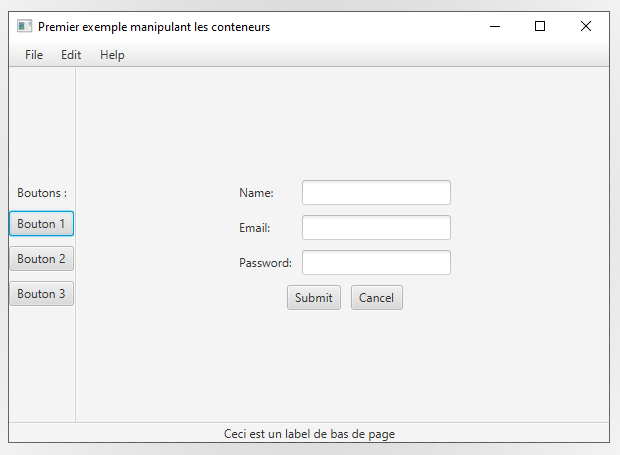 Premier exemple manipulant les conteneurs
File Edit Help
Boutons :
Bouton 1
Bouton 2
Bouton 3
Name:
Email:
Password:
Submit Cancel
Ceci est un label de bas de page